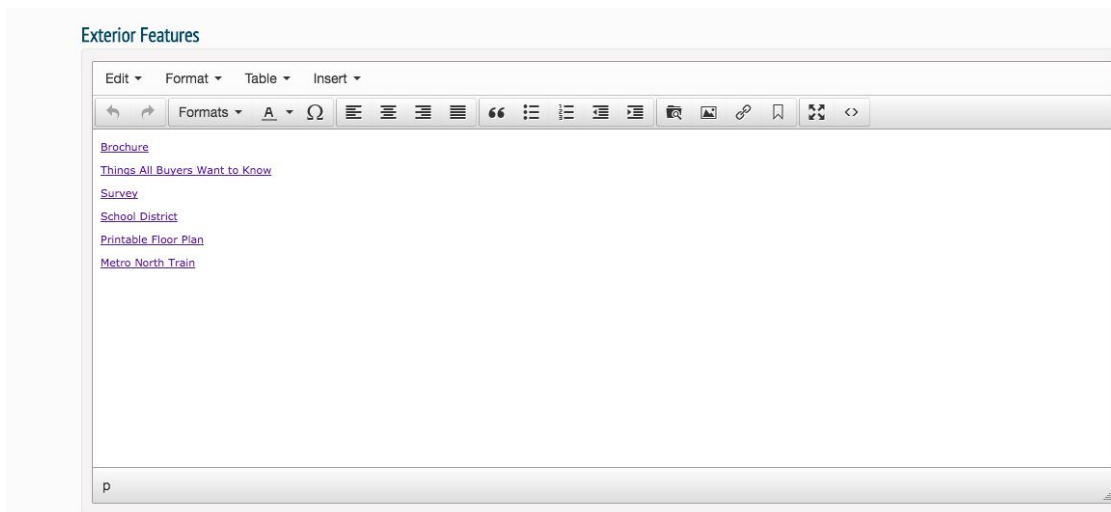 Exterior Features
Edit Format Table Insert
Formats A Ω
Brochure
Things All Buyers Want to Know
Survey
School District
Printable Floor Plan
Metro North Train
p